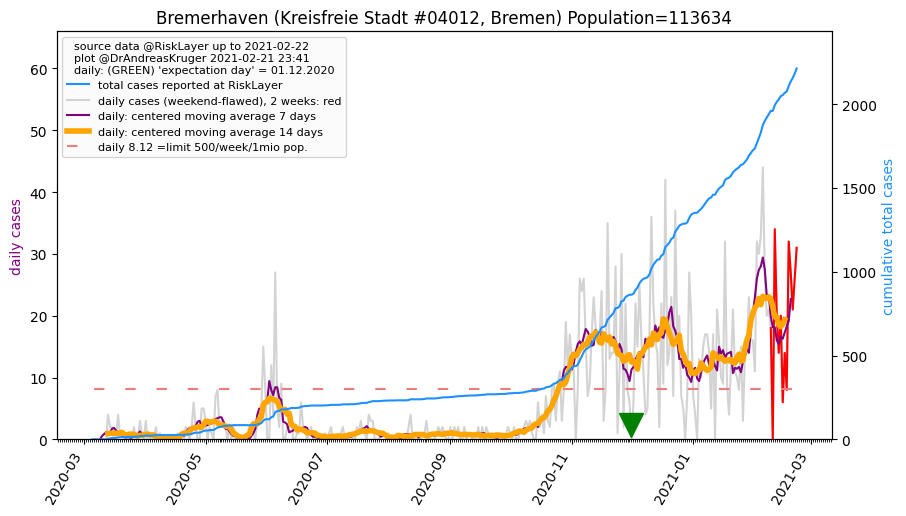 Bremerhaven (Kreisfreie Stadt #04012, Bremen) Population=113634
source data @RiskLayer up to 2021-02-22
plot @DrAndreasKruger 2021-02-21 23:41
daily: (GREEN) 'expectation day' = 01.12.2020
total cases reported at RiskLayer
daily cases (weekend-flawed), 2 weeks: red
daily: centered moving average 7 days
daily: centered moving average 14 days
daily 8.12 =limit 500/week/1mio pop.
daily cases
60
50
40
30
20
10
0
cumulative total cases
2000
1500
1000
500
0
2020-03
2020-05
2020-07
2020-09
2020-11
2021-01
2021-03